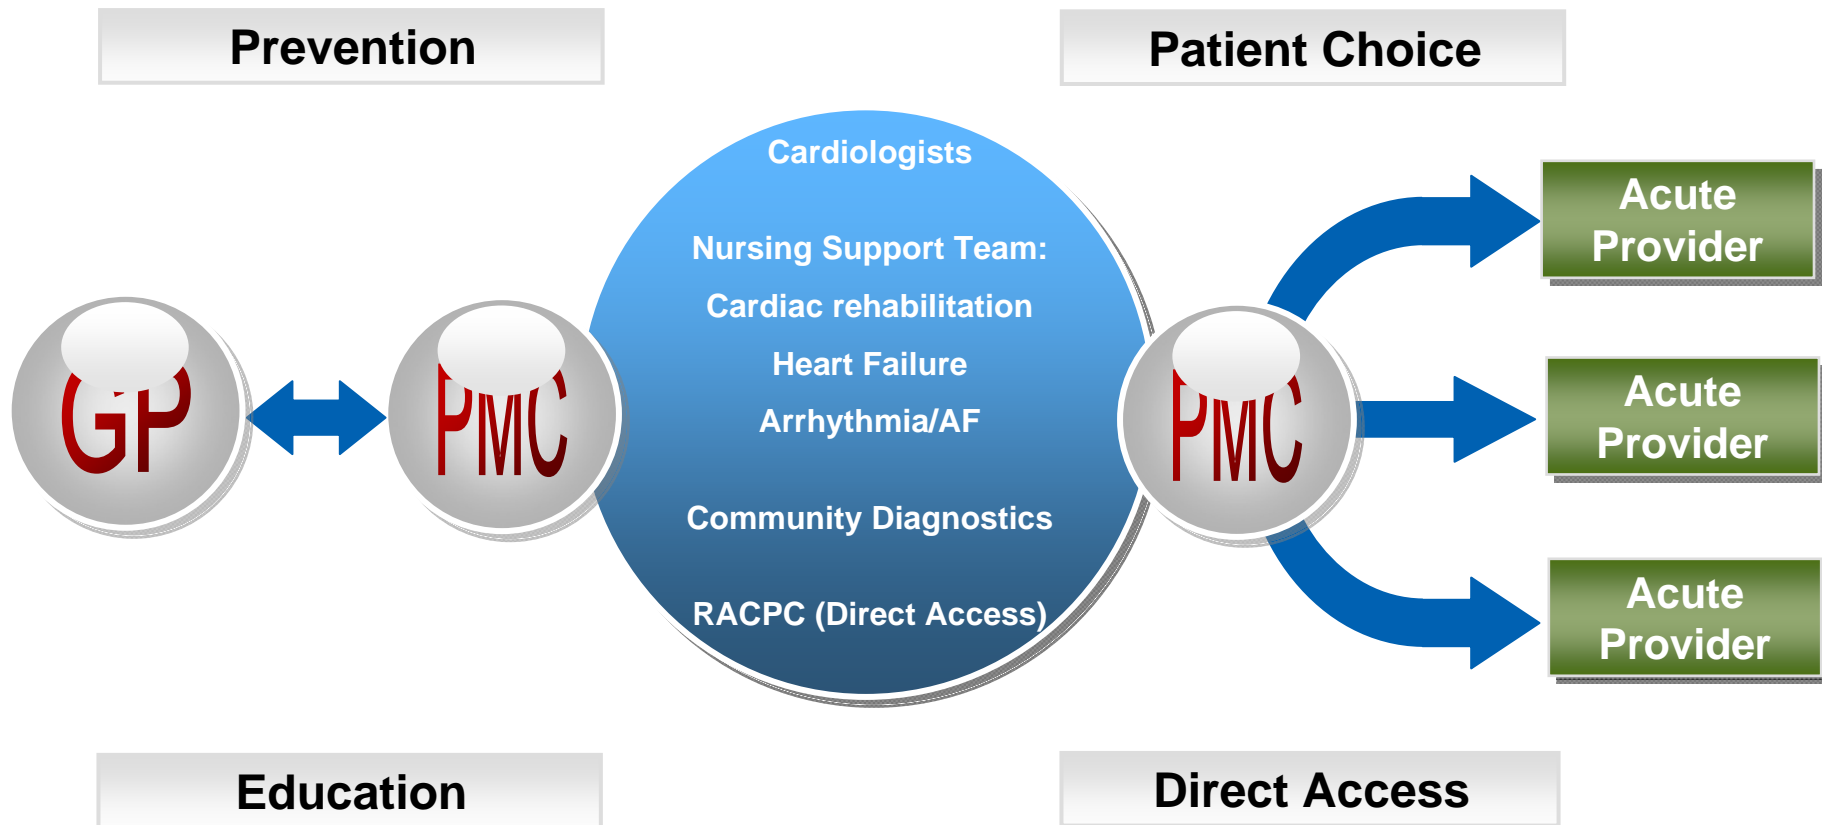 Prevention
Patient Choice
Cardiologists
Nursing Support Team:
Cardiac rehabilitation
Heart Failure
Arrhythmia/AF
Community Diagnostics
RACPC (Direct Access)
GP
PMC
PMC
Acute
Provider
Acute
Provider
Acute
Provider
Education
Direct Access